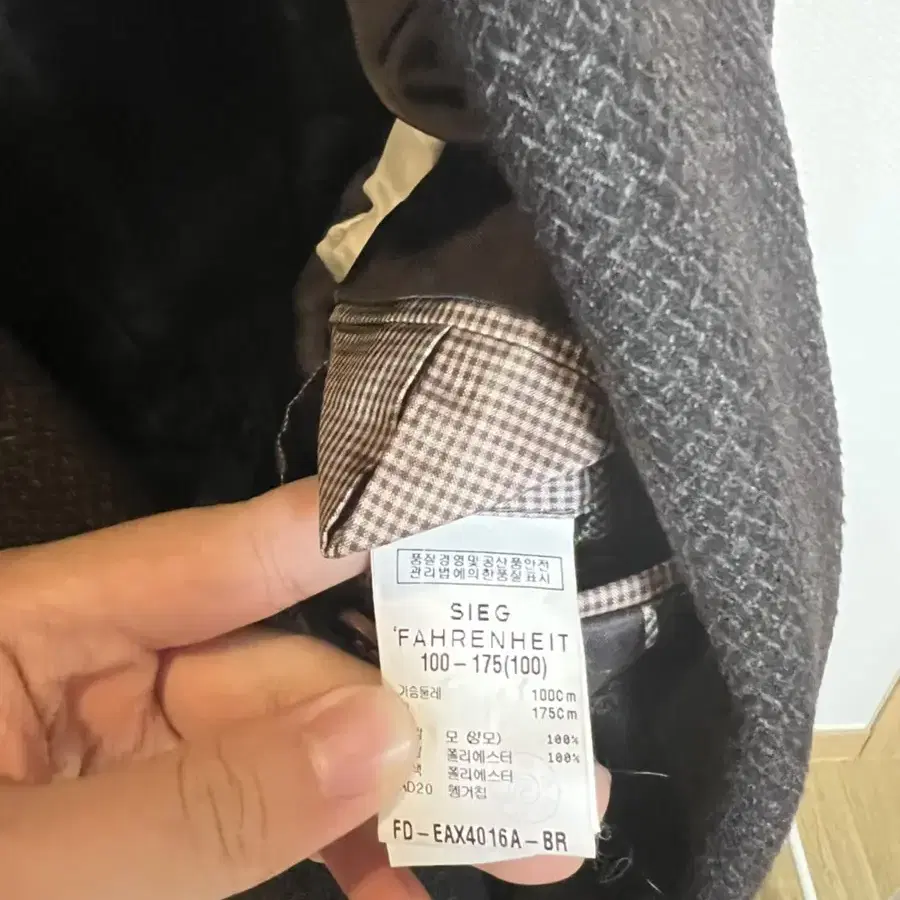 품질경영및공산품안전
관리법에의한품질표시
SIEG
FAHRENHEIT
100-175(100)
가슴둘레 100Cm
175Cm
모 (양모) 100%
폴리에스터 100%
폴리에스터
AD20 헝거칩
FD-EAX4016A-BR